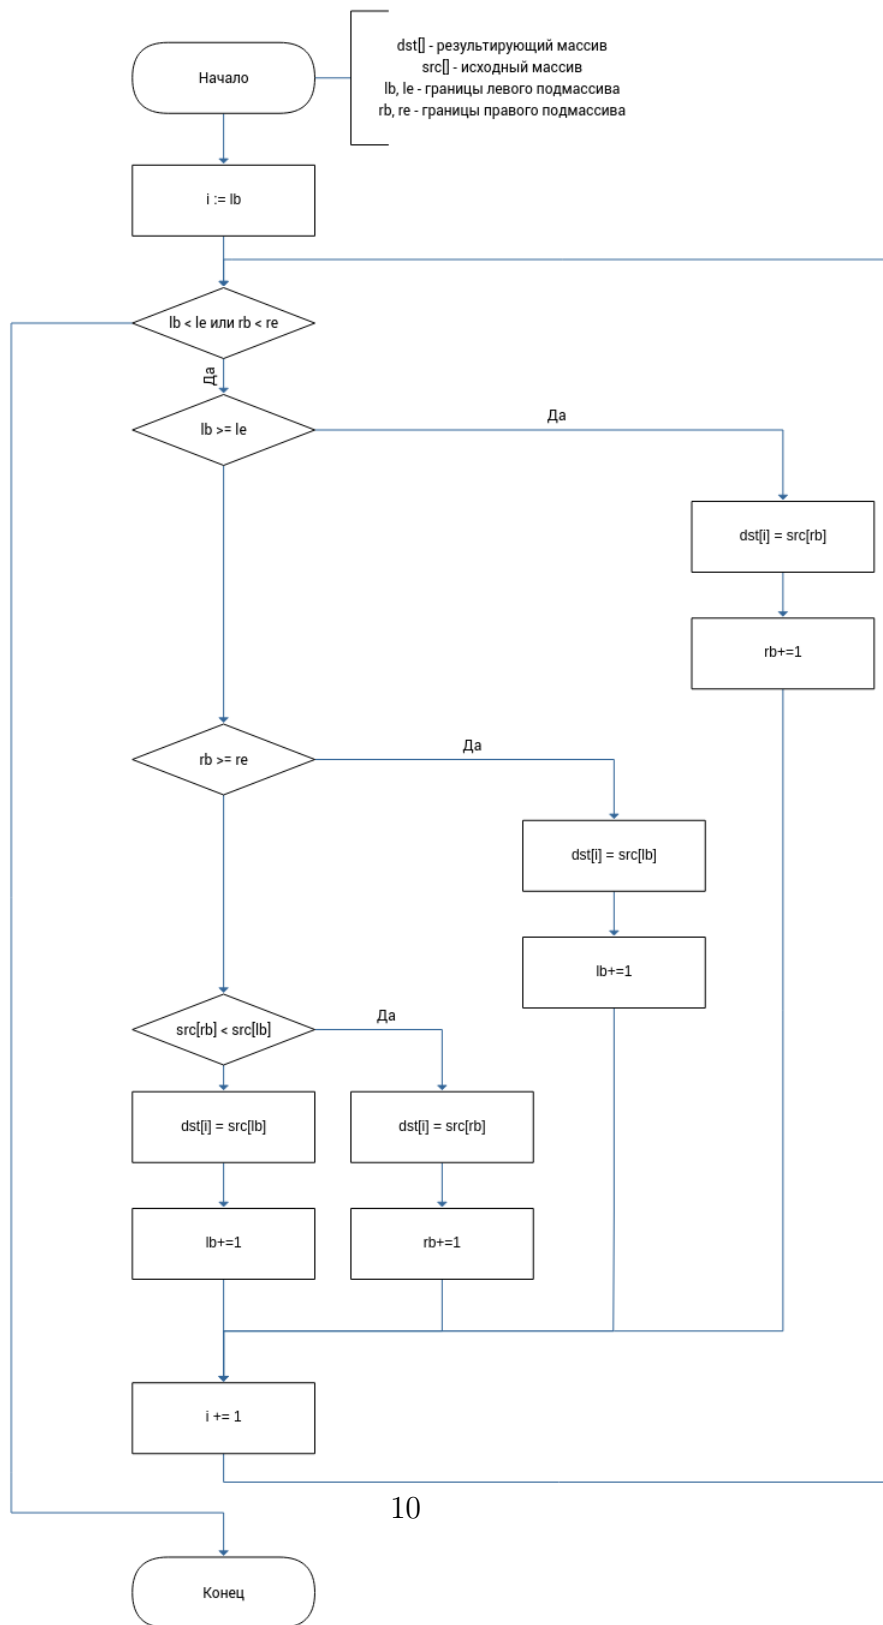 Начало
dst[] - результирующий массив
src[] - исходный массив
lb, le - границы левого подмассива
rb, re - границы правого подмассива
i := lb
lb < le или rb < re
Да
lb >= le
Да
dst[i] = src[rb]
rb+=1
rb >= re
Да
dst[i] = src[lb]
lb+=1
src[rb] < src[lb]
Да
dst[i] = src[lb]
dst[i] = src[rb]
lb+=1
rb+=1
i += 1
10
Конец